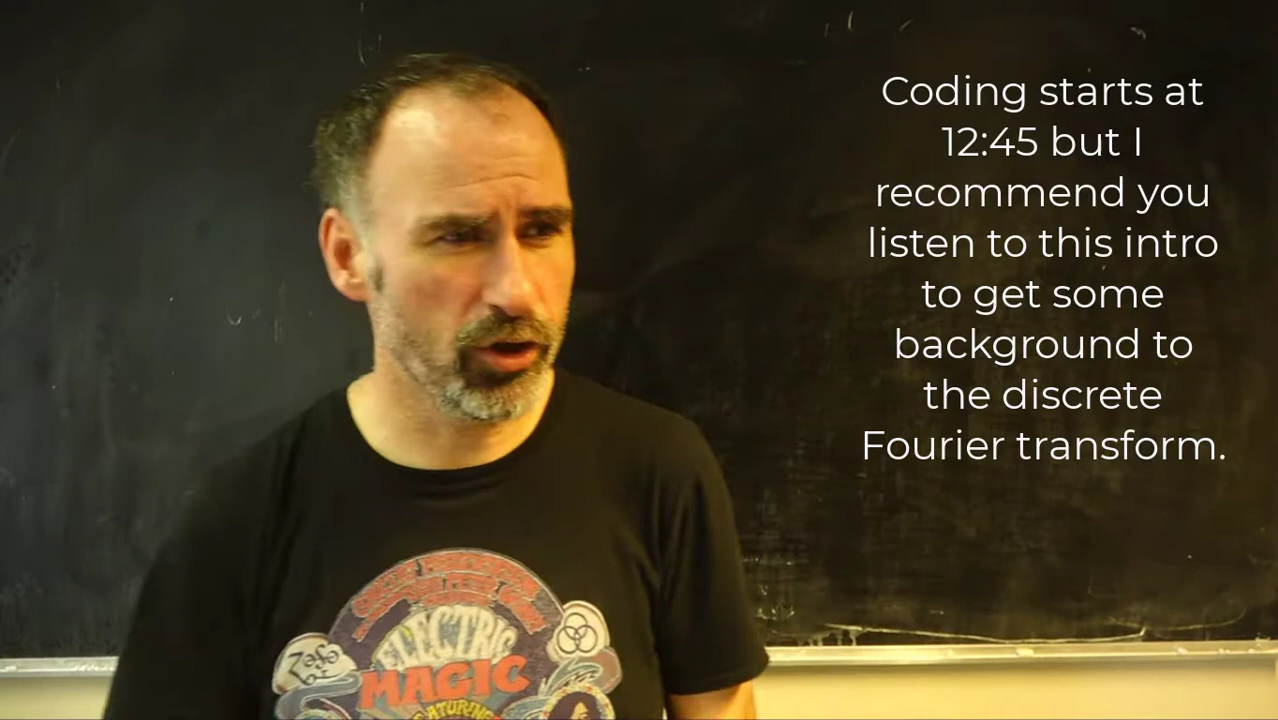 Coding starts at
12:45 but I
recommend you
listen to this intro
to get some
background to
the discrete
Fourier transform.
ELECTRIC
MAGIC